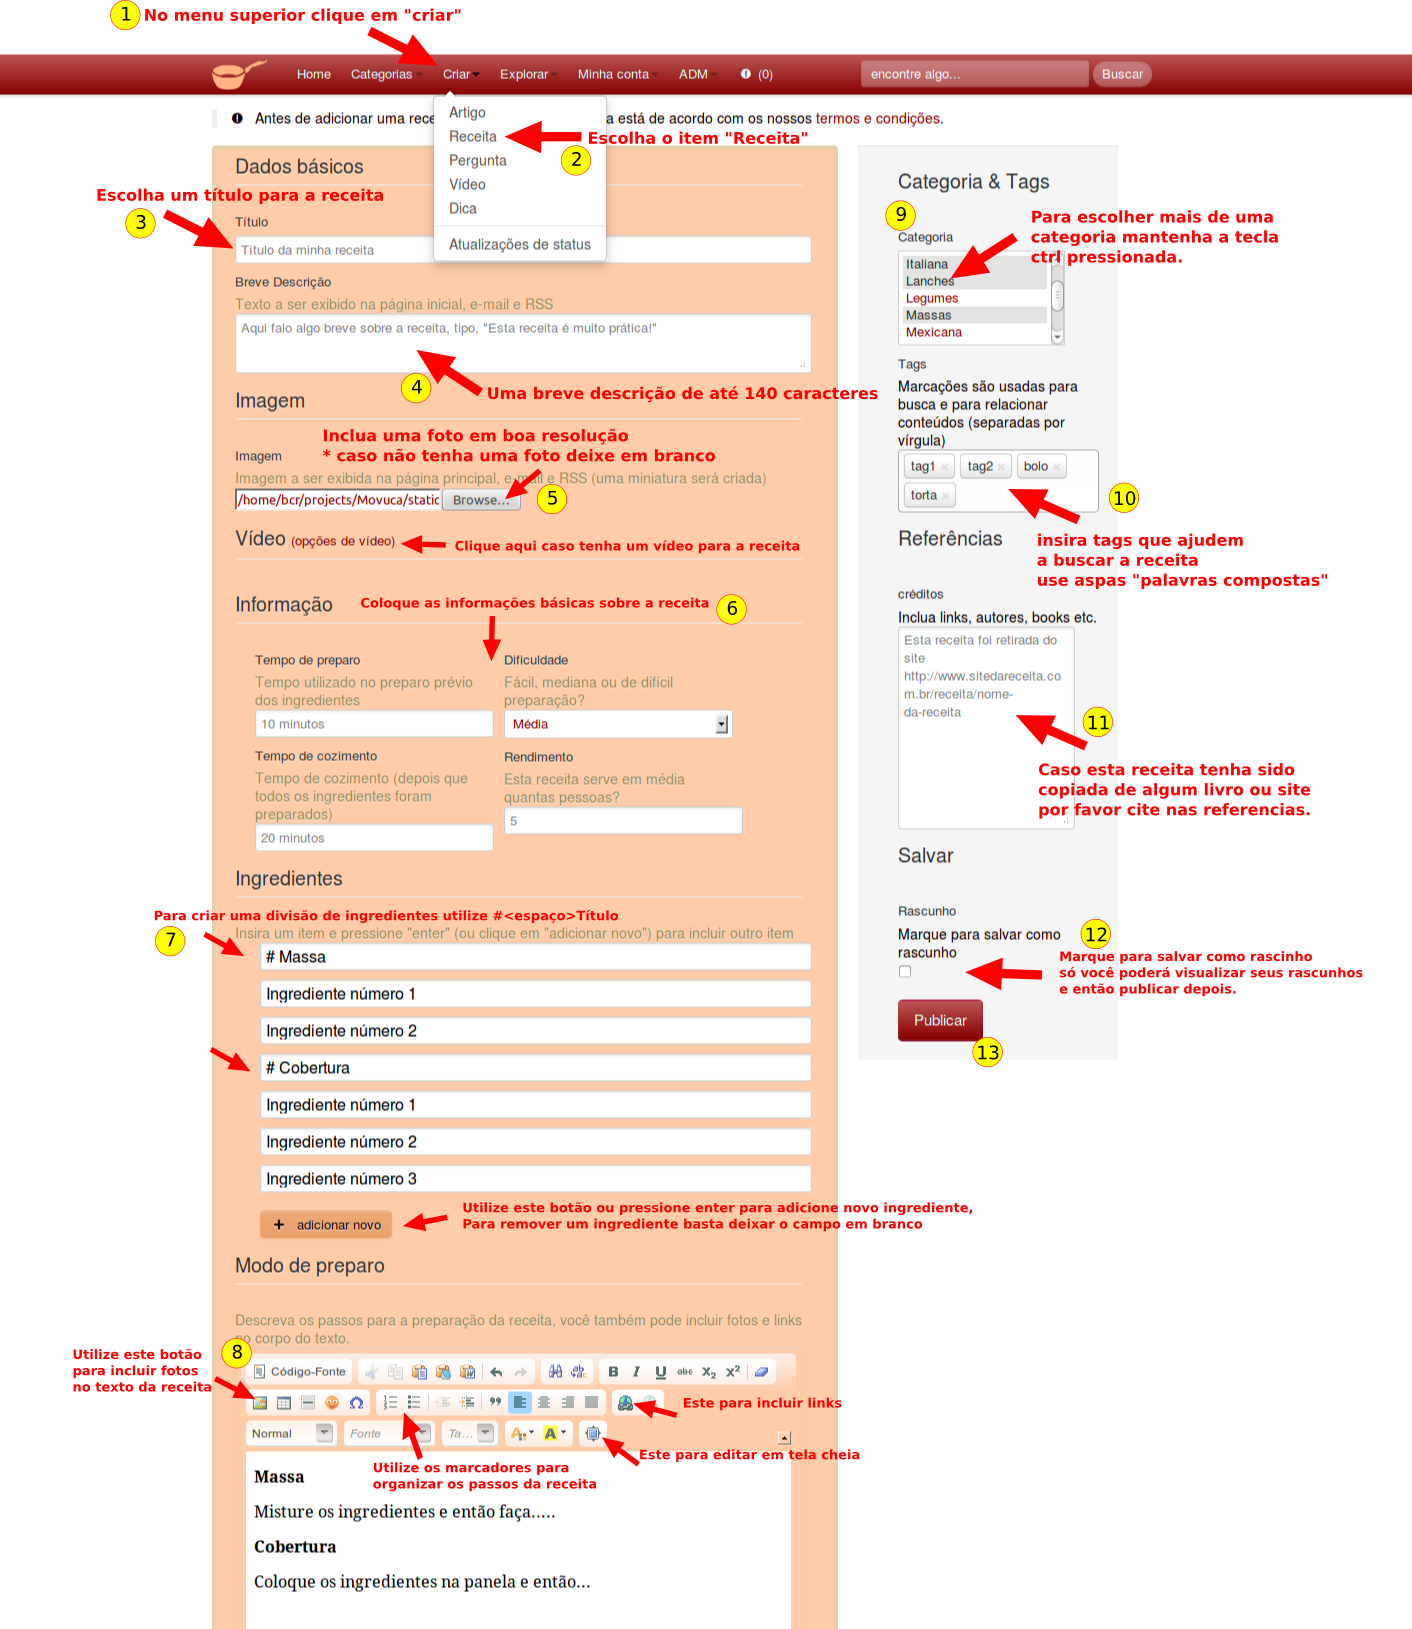 1 No menu superior clique em "criar"
Home Categorias Criar Explorar Minha conta ADM (0) encontre algo... Buscar
Antes de adicionar uma rece a está de acordo com os nossos termos e condições.
Artigo
Receita
Pergunta
Vídeo
Dica
Atualizações de status
Escolha o item "Receita"
2
Dados básicos
Escolha um título para a receita
3
Título
Título da minha receita
Breve Descrição
Texto a ser exibido na página inicial, e-mail e RSS
Aqui falo algo breve sobre a receita, tipo, "Esta receita é muito prática!"
4
Uma breve descrição de até 140 caracteres
Imagem
Inclua uma foto em boa resolução
* caso não tenha uma foto deixe em branco
Imagem
Imagem a ser exibida na página principal, e-mail e RSS (uma miniatura será criada)
/home/bcr/projects/Movuca/static Browse...
5
Vídeo (opções de vídeo)
Clique aqui caso tenha um vídeo para a receita
Informação
Coloque as informações básicas sobre a receita
6
Tempo de preparo
Tempo utilizado no preparo prévio
dos ingredientes
10 minutos
Dificuldade
Fácil, mediana ou de difícil
preparação?
Média
Tempo de cozimento
Tempo de cozimento (depois que
todos os ingredientes foram
preparados)
20 minutos
Rendimento
Esta receita serve em média
quantas pessoas?
5
Ingredientes
Para criar uma divisão de ingredientes utilize #<espaço>Título
7
Insira um item e pressione "enter" (ou clique em "adicionar novo") para incluir outro item
# Massa
Ingrediente número 1
Ingrediente número 2
# Cobertura
Ingrediente número 1
Ingrediente número 2
Ingrediente número 3
+ adicionar novo
Utilize este botão ou pressione enter para adicione novo ingrediente,
Para remover um ingrediente basta deixar o campo em branco
Modo de preparo
Descreva os passos para a preparação da receita, você também pode incluir fotos e links
no corpo do texto.
8
Utilize este botão
para incluir fotos
no texto da receita
Código-Fonte B I U abc X2 X2
Este para incluir links
Normal Fonte Ta... A A
Este para editar em tela cheia
Utilize os marcadores para
organizar os passos da receita
Massa
Misture os ingredientes e então faça.....
Cobertura
Coloque os ingredientes na panela e então...
Categoria & Tags
9
Categoria
Para escolher mais de uma
categoria mantenha a tecla
ctrl pressionada.
Italiana
Lanches
Legumes
Massas
Mexicana
Tags
Marcações são usadas para
busca e para relacionar
conteúdos (separadas por
vírgula)
tag1 × tag2 × bolo ×
torta ×
10
insira tags que ajudem
a buscar a receita
use aspas "palavras compostas"
Referências
créditos
Inclua links, autores, books etc.
Esta receita foi retirada do
site
http://www.sitedareceita.co
m.br/receita/nome-
da-receita
11
Caso esta receita tenha sido
copiada de algum livro ou site
por favor cite nas referencias.
Salvar
Rascunho
Marque para salvar como
rascunho
12
Marque para salvar como rascinho
só você poderá visualizar seus rascunhos
e então publicar depois.
Publicar
13